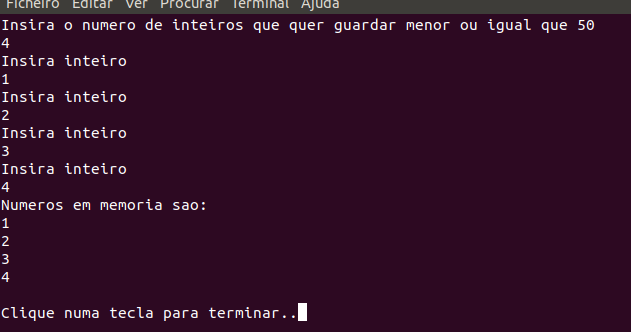 Ficheiro Editar Ver Procurar Terminal Ajuda
Insira o numero de inteiros que quer guardar menor ou igual que 50
4
Insira inteiro
1
Insira inteiro
2
Insira inteiro
3
Insira inteiro
4
Numeros em memoria sao:
1
2
3
4
Clique numa tecla para terminar..